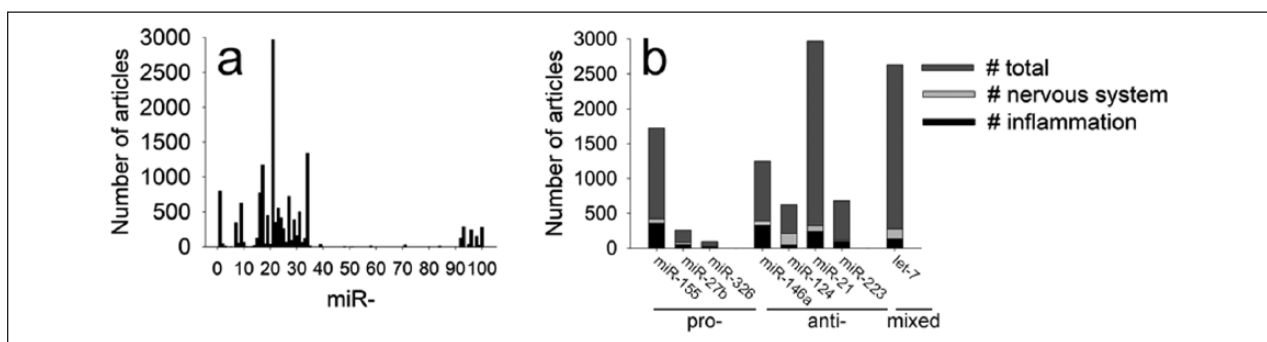 a
Number of articles
3000
2500
2000
1500
1000
500
0
0 10 20 30 40 50 60 70 80 90 100
miR-
b
Number of articles
3000
2500
2000
1500
1000
500
0
miR-155
miR-27b
miR-326
miR-146a
miR-124
miR-21
miR-223
let-7
pro- anti- mixed
# total
# nervous system
# inflammation